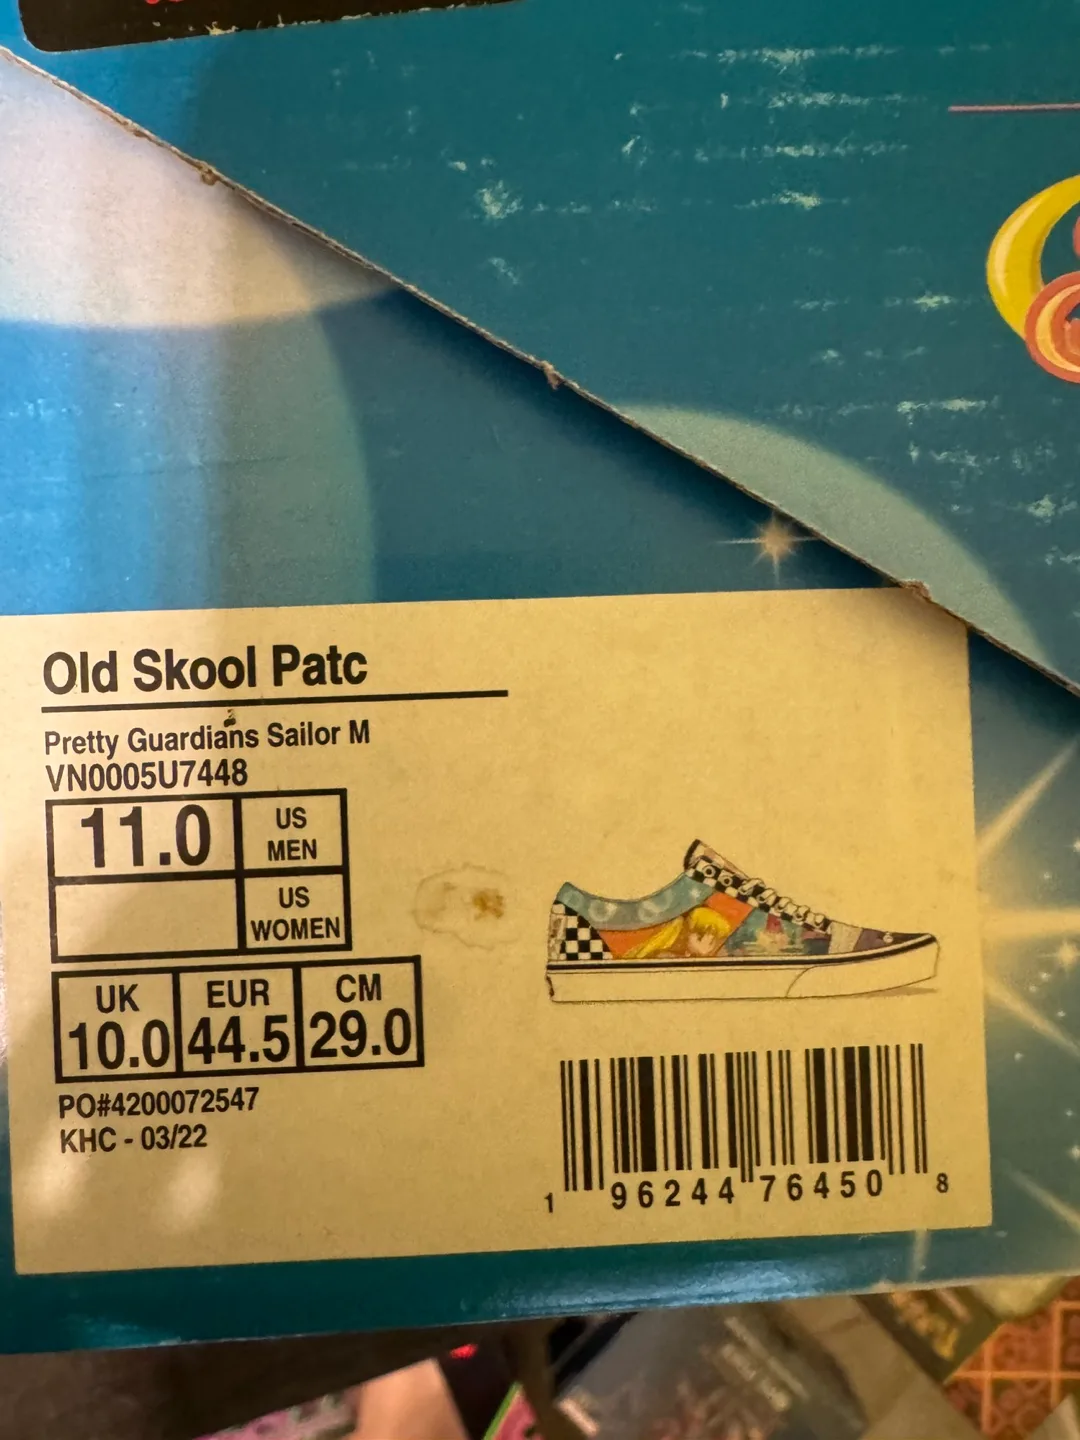 Old Skool Patc
Pretty Guardians Sailor M
VN0005U7448
11.0 US MEN
US WOMEN
UK EUR CM
10.0 44.5 29.0
PO#4200072547
KHC - 03/22
1 96244 76450 8